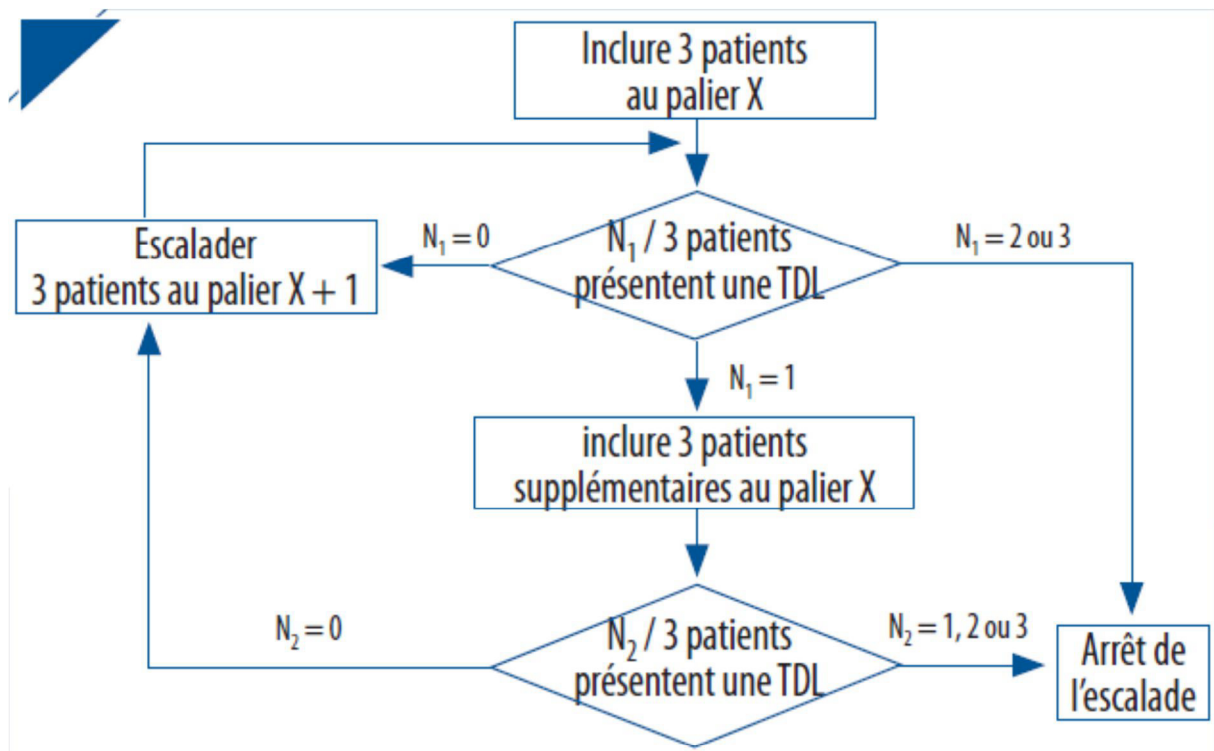 Inclure 3 patients
au palier X
Escalader
3 patients au palier X + 1
N₁ = 0
N₁ / 3 patients
présentent une TDL
N₁ = 2 ou 3
N₁ = 1
inclure 3 patients
supplémentaires au palier X
N₂ = 0
N₂ / 3 patients
présentent une TDL
N₂ = 1, 2 ou 3
Arrêt de
l’escalade